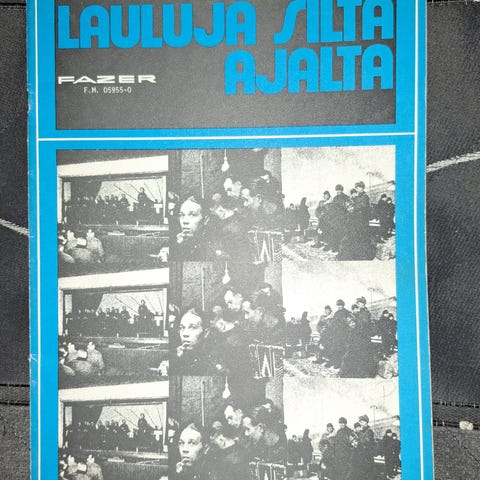 LAULUJA SILTA
AJALTA
FAZER
F.M. 05955-0